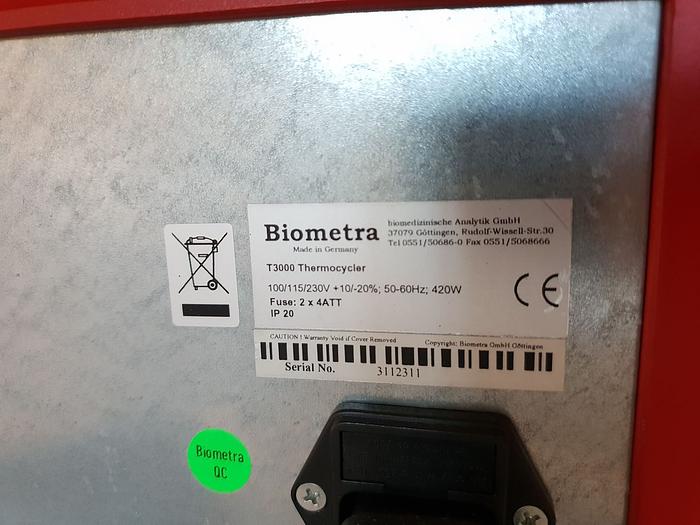 Biometra
Made in Germany
biomedizinische Analytik GmbH
37079 Göttingen, Rudolf-Wissell-Str.30
Tel 0551/50686-0 Fax 0551/5068666
T3000 Thermocycler
100/115/230V +10/-20%; 50-60Hz; 420W
Fuse: 2 x 4ATT
IP 20
CE
CAUTION ! Warranty Void if Cover Removed
Copyright: Biometra GmbH Göttingen
Serial No.
3112311
Biometra
QC